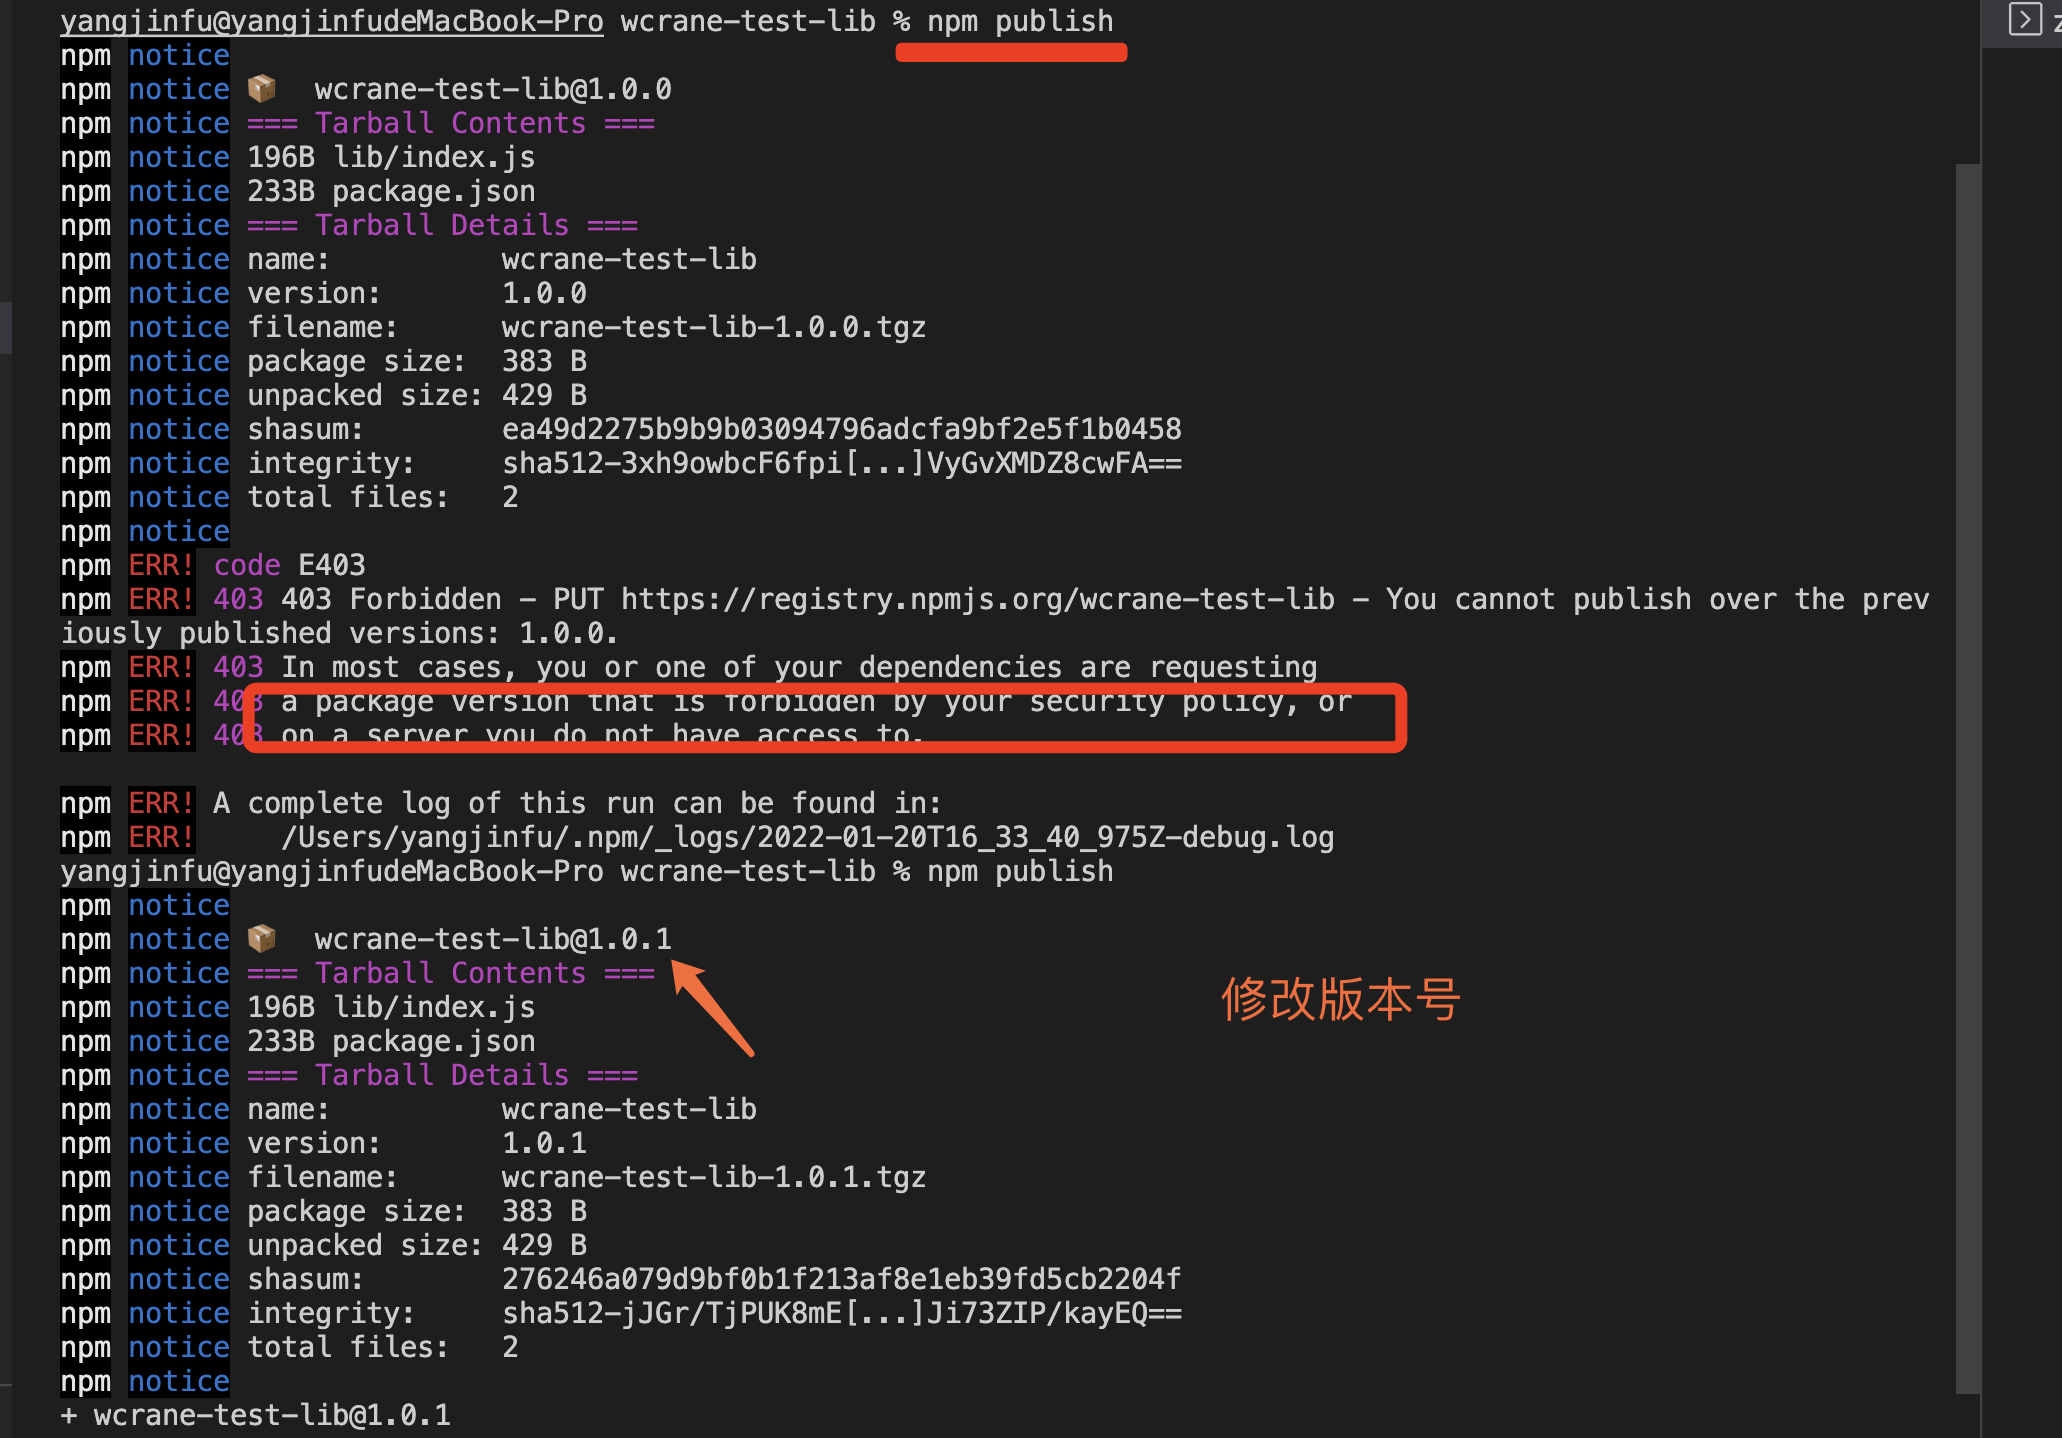 yangjinfu@yangjinfudeMacBook-Pro wcrane-test-lib % npm publish
npm notice
npm notice 📦  wcrane-test-lib@1.0.0
npm notice === Tarball Contents ===
npm notice 196B lib/index.js
npm notice 233B package.json
npm notice === Tarball Details ===
npm notice name:          wcrane-test-lib
npm notice version:       1.0.0
npm notice filename:      wcrane-test-lib-1.0.0.tgz
npm notice package size:  383 B
npm notice unpacked size: 429 B
npm notice shasum:        ea49d2275b9b9b03094796adcfa9bf2e5f1b0458
npm notice integrity:     sha512-3xh9owbcF6fpi[...]VyGvXMDZ8cwFA==
npm notice total files:   2
npm notice
npm ERR! code E403
npm ERR! 403 403 Forbidden - PUT https://registry.npmjs.org/wcrane-test-lib - You cannot publish over the prev
iously published versions: 1.0.0.
npm ERR! 403 In most cases, you or one of your dependencies are requesting
npm ERR! 403 a package version that is forbidden by your security policy, or
npm ERR! 403 on a server you do not have access to.
npm ERR! A complete log of this run can be found in:
npm ERR!     /Users/yangjinfu/.npm/_logs/2022-01-20T16_33_40_975Z-debug.log
yangjinfu@yangjinfudeMacBook-Pro wcrane-test-lib % npm publish
npm notice
npm notice 📦  wcrane-test-lib@1.0.1
npm notice === Tarball Contents ===
修改版本号
npm notice 196B lib/index.js
npm notice 233B package.json
npm notice === Tarball Details ===
npm notice name:          wcrane-test-lib
npm notice version:       1.0.1
npm notice filename:      wcrane-test-lib-1.0.1.tgz
npm notice package size:  383 B
npm notice unpacked size: 429 B
npm notice shasum:        276246a079d9bf0b1f213af8e1eb39fd5cb2204f
npm notice integrity:     sha512-jJGr/TjPUK8mE[...]Ji73ZIP/kayEQ==
npm notice total files:   2
npm notice
+ wcrane-test-lib@1.0.1